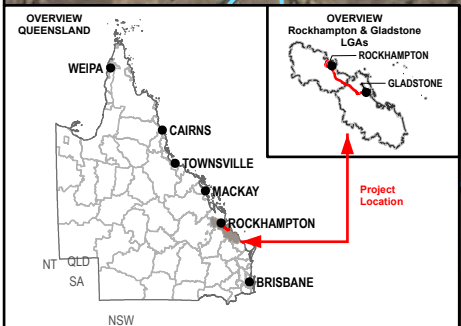 OVERVIEW
QUEENSLAND
WEIPA
CAIRNS
TOWNSVILLE
MACKAY
ROCKHAMPTON
BRISBANE
NT
QLD
SA
NSW
OVERVIEW
Rockhampton & Gladstone
LGAs
ROCKHAMPTON
GLADSTONE
Project
Location